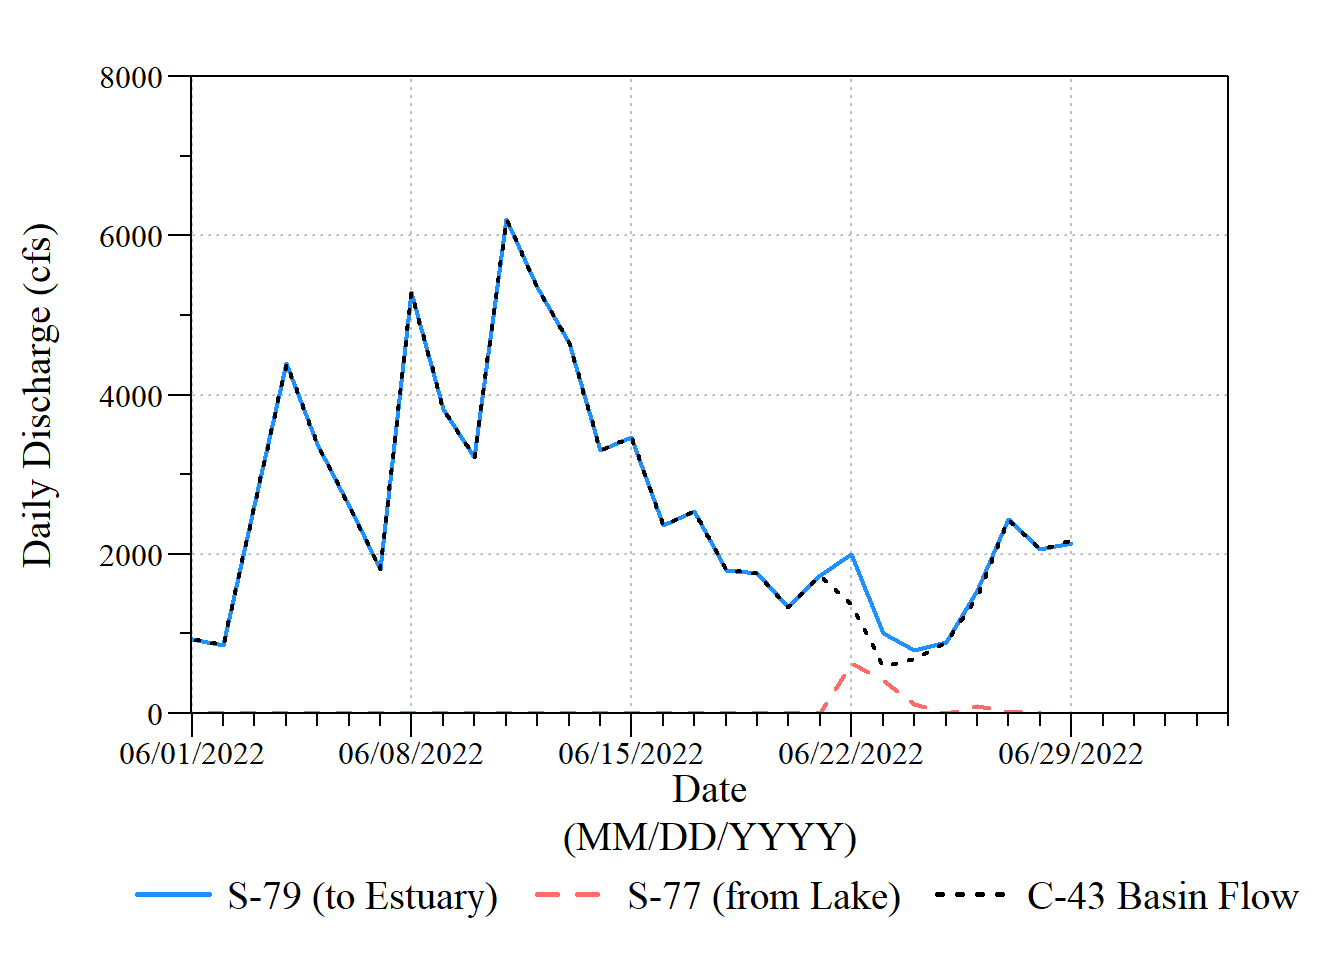 Daily Discharge (cfs)
8000
6000
4000
2000
0
06/01/2022 06/08/2022 06/15/2022 06/22/2022 06/29/2022
Date
(MM/DD/YYYY)
S-79 (to Estuary) S-77 (from Lake) C-43 Basin Flow